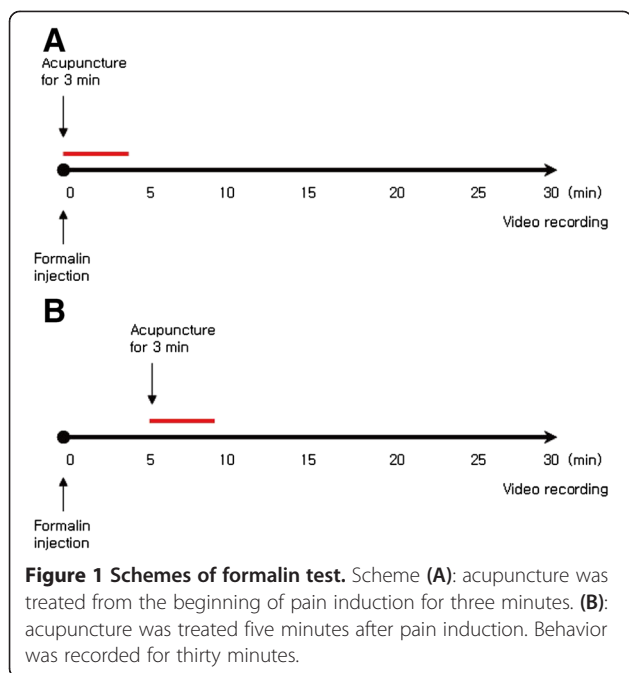 A
Acupuncture
for 3 min
0 5 10 15 20 25 30 (min)
Video recording
Formalin
injection
B
Acupuncture
for 3 min
0 5 10 15 20 25 30 (min)
Video recording
Formalin
injection
Figure 1 Schemes of formalin test. Scheme (A): acupuncture was
treated from the beginning of pain induction for three minutes. (B):
acupuncture was treated five minutes after pain induction. Behavior
was recorded for thirty minutes.